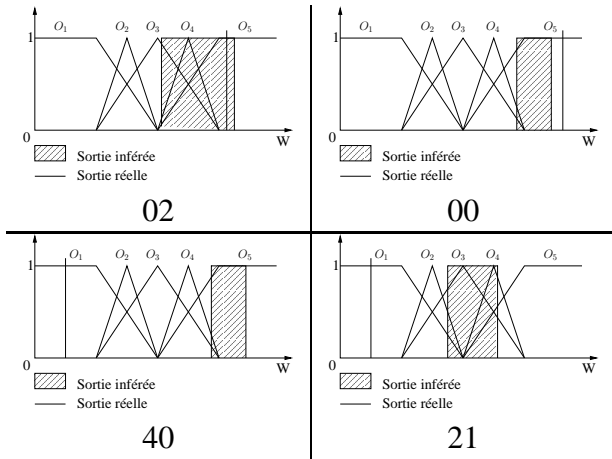 O₁ O₂ O₃ O₄ O₅
1
0
W
Sortie inférée
Sortie réelle
02
O₁ O₂ O₃ O₄ O₅
1
0
W
Sortie inférée
Sortie réelle
00
O₁ O₂ O₃ O₄ O₅
1
0
W
Sortie inférée
Sortie réelle
40
O₁ O₂ O₃ O₄ O₅
1
0
W
Sortie inférée
Sortie réelle
21